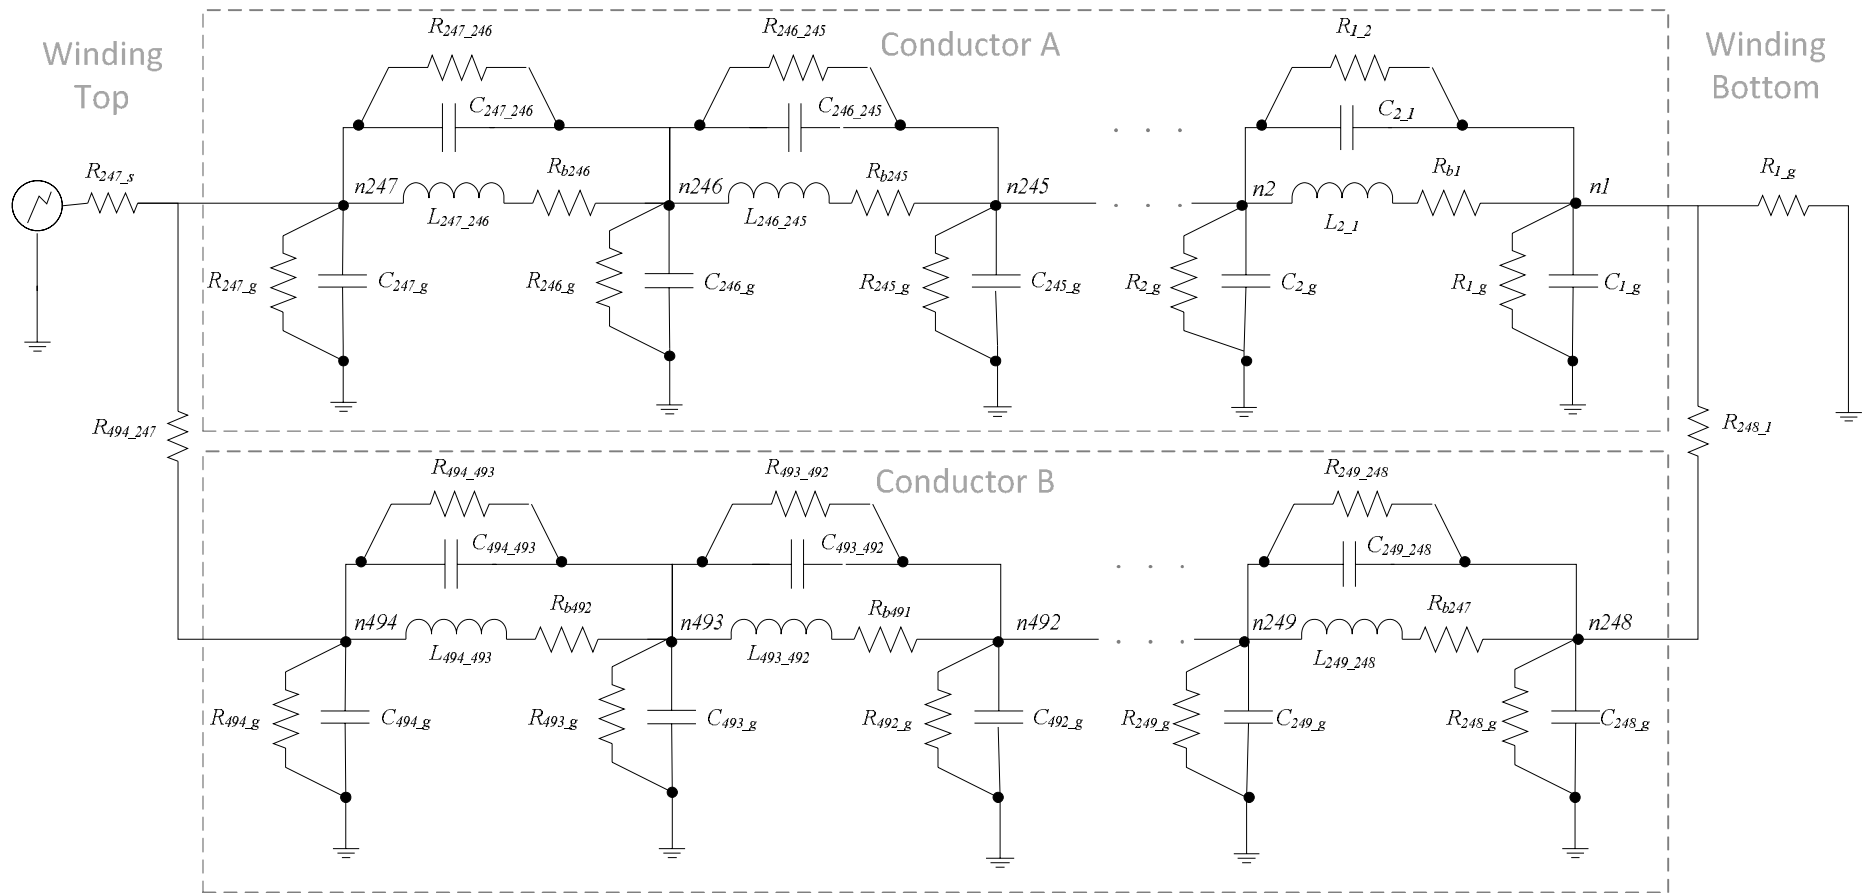 Winding
Top
Conductor A
Winding
Bottom
R247_246
R246_245
R1_2
C247_246
C246_245
C2_1
R247_s
n247
Rb246
n246
Rb245
n245
n2
Rb1
n1
R1_g
L247_246
L246_245
L2_1
R247_g
C247_g
R246_g
C246_g
R245_g
C245_g
R2_g
C2_g
R1_g
C1_g
R494_247
R248_1
Conductor B
R494_493
R493_492
R249_248
C494_493
C493_492
C249_248
n494
Rb492
n493
Rb491
n492
n249
Rb247
n248
L494_493
L493_492
L249_248
R494_g
C494_g
R493_g
C493_g
R492_g
C492_g
R249_g
C249_g
R248_g
C248_g